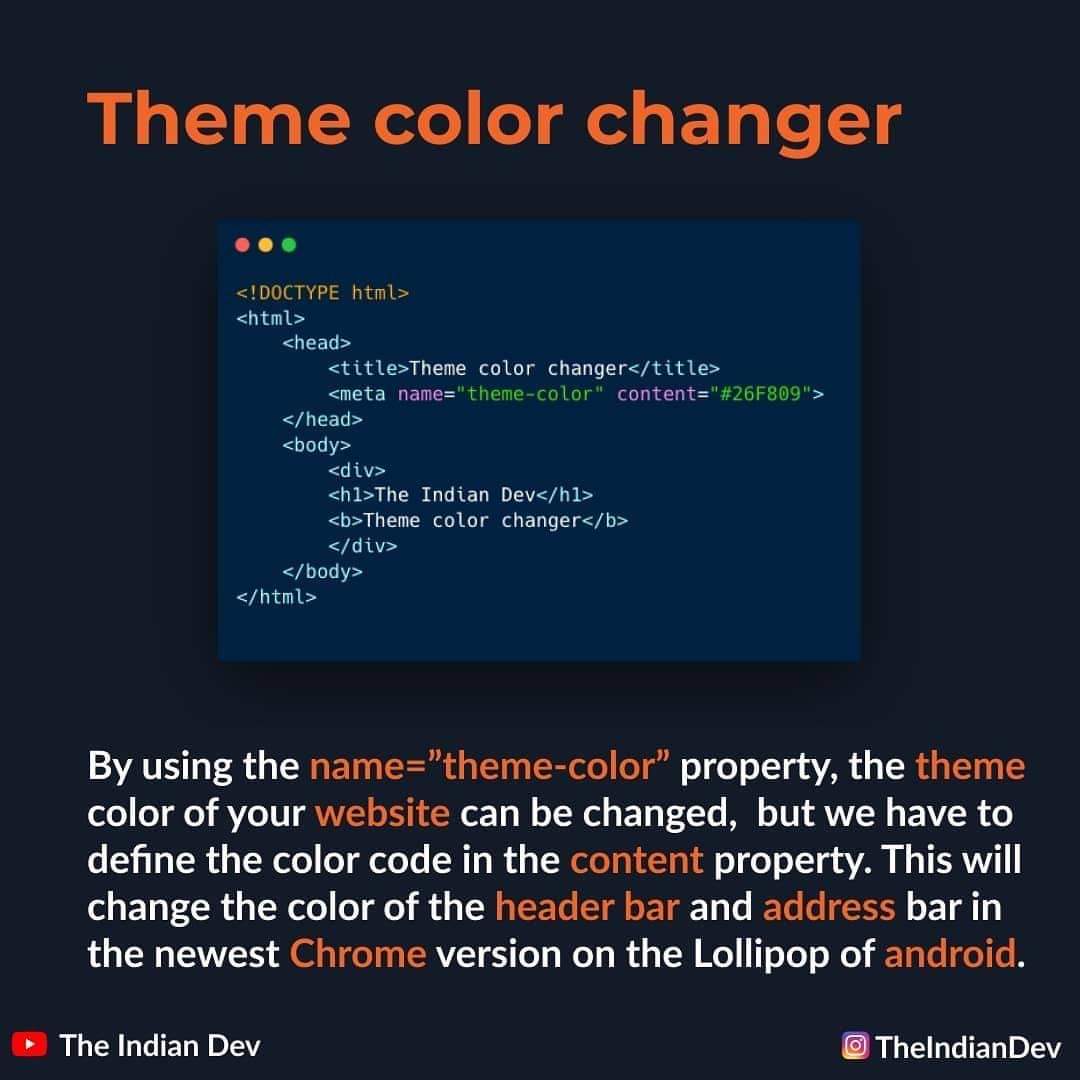 Theme color changer
<!DOCTYPE html>
<html>
    <head>
        <title>Theme color changer</title>
        <meta name="theme-color" content="#26F809">
    </head>
    <body>
        <div>
        <h1>The Indian Dev</h1>
        <b>Theme color changer</b>
        </div>
    </body>
</html>
By using the name=”theme-color” property, the theme
color of your website can be changed,  but we have to
define the color code in the content property. This will
change the color of the header bar and address bar in
the newest Chrome version on the Lollipop of android.
The Indian Dev
TheIndianDev